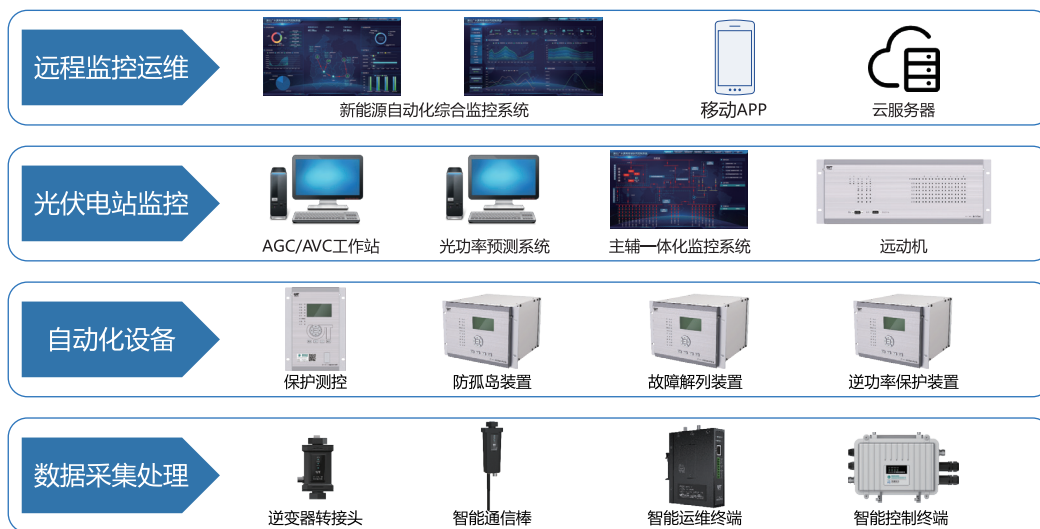 远程监控运维
新能源自动化综合监控系统
移动APP
云服务器
光伏电站监控
AGC/AVC工作站
光功率预测系统
主辅一体化监控系统
远动机
自动化设备
保护测控
防孤岛装置
故障解列装置
逆功率保护装置
数据采集处理
逆变器转接头
智能通信棒
智能运维终端
智能控制终端